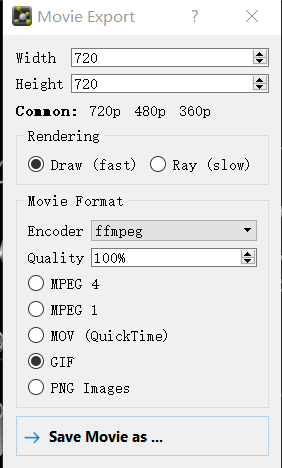 Movie Export ?
Width 720
Height 720
Common: 720p 480p 360p
Rendering
Draw (fast) Ray (slow)
Movie Format
Encoder ffmpeg
Quality 100%
MPEG 4
MPEG 1
MOV (QuickTime)
GIF
PNG Images
Save Movie as ...